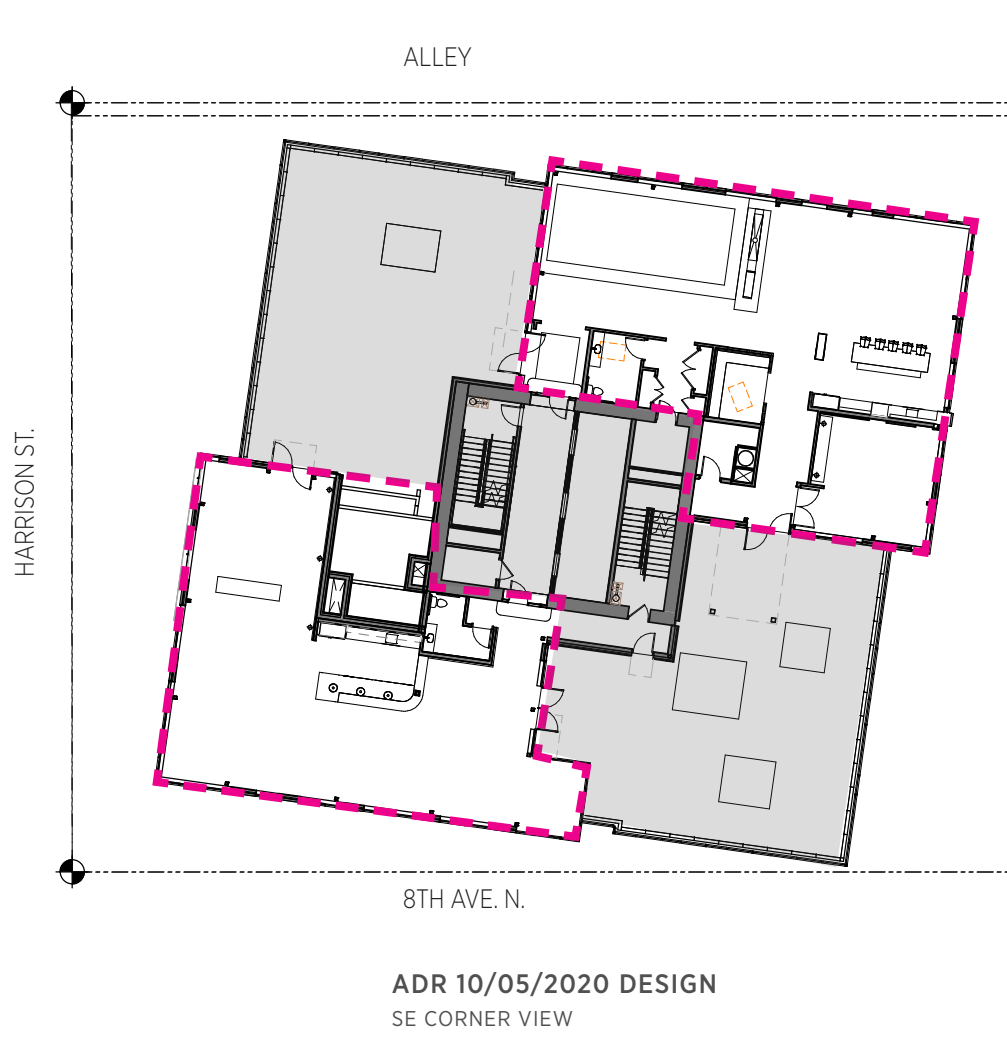 ALLEY
HARRISON ST.
8TH AVE. N.
ADR 10/05/2020 DESIGN
SE CORNER VIEW